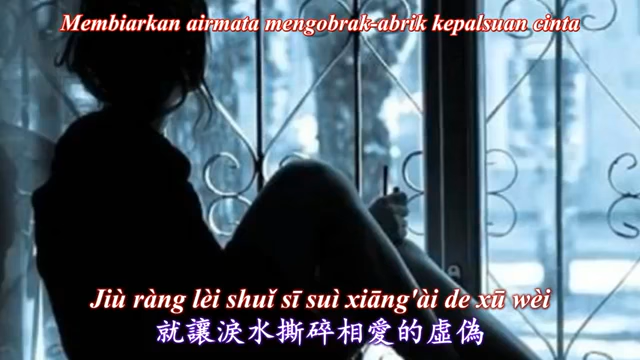 Membiarkan airmata mengobrak-abrik kepalsuan cinta
Jiù ràng lèi shuǐ sī suì xiāng'ài de xū wèi
就讓淚水撕碎相愛的虛偽